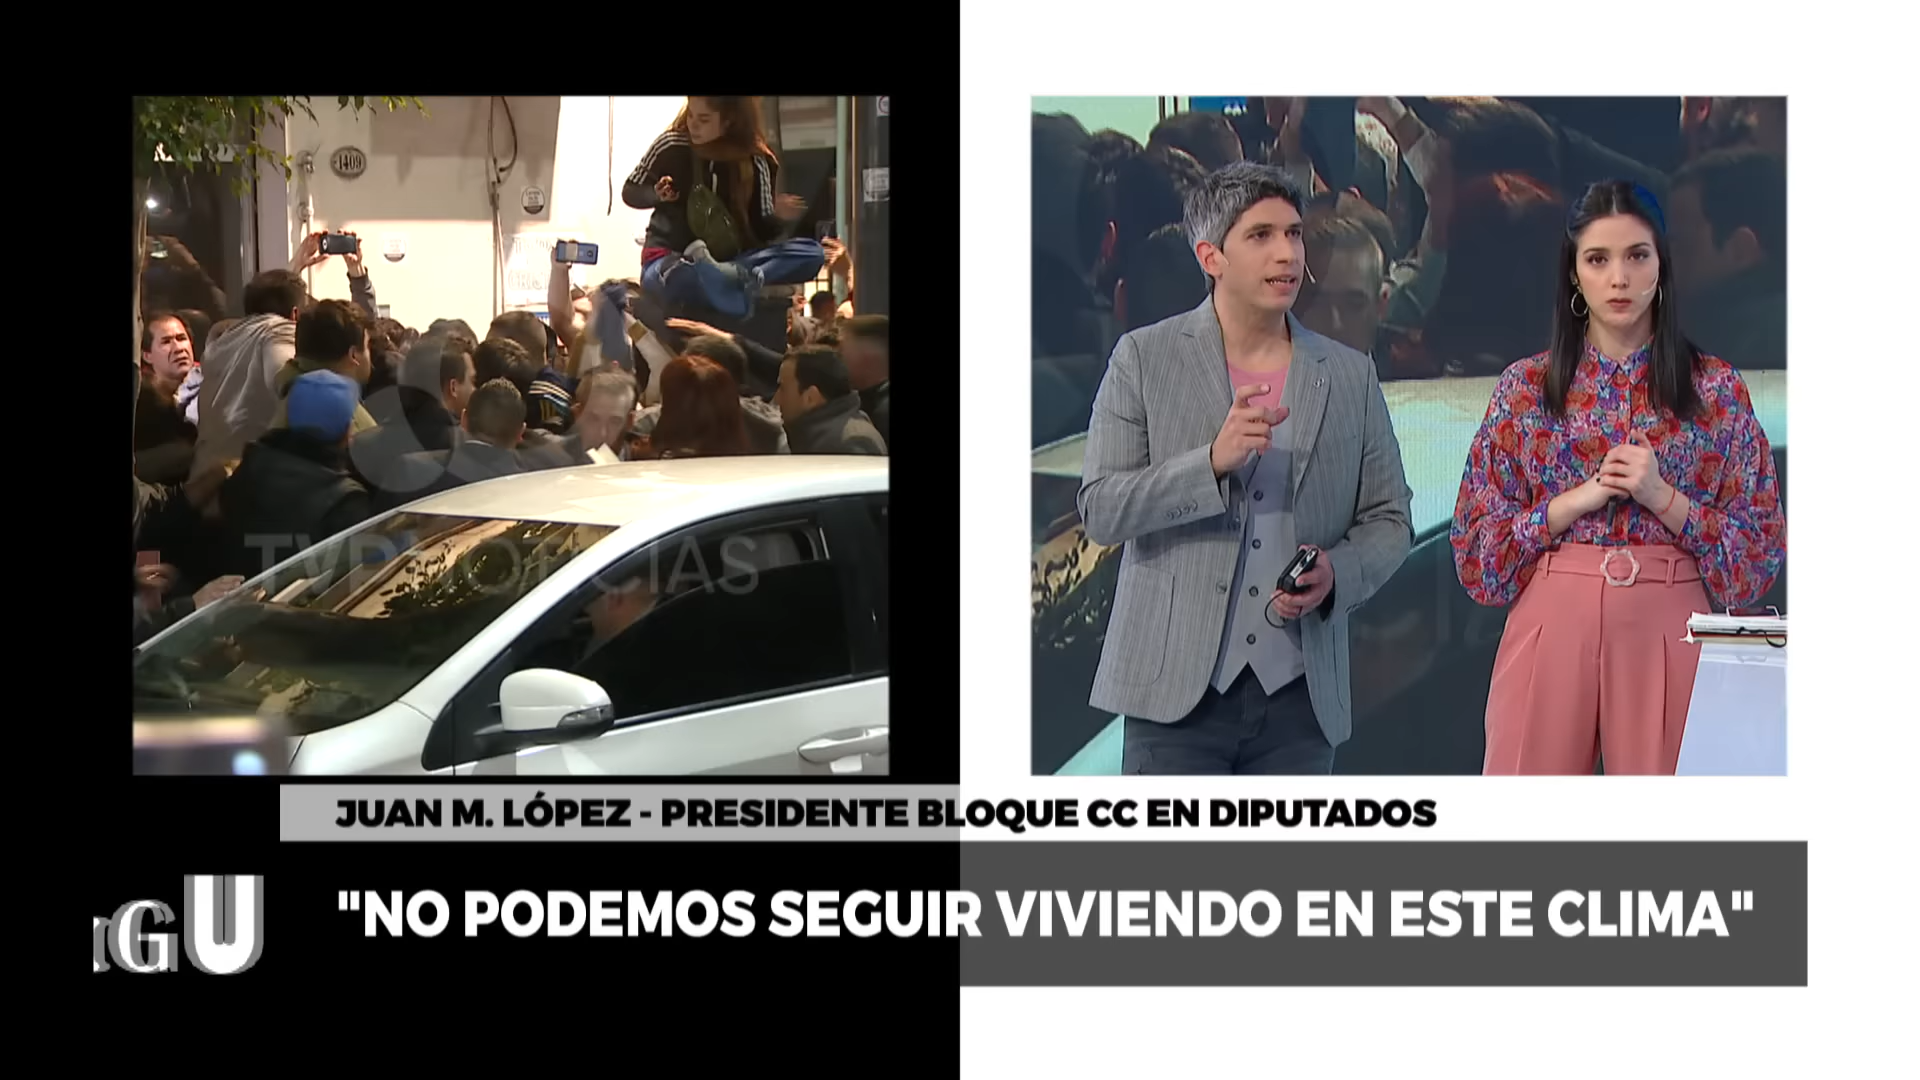 1409
TVP NOTICIAS
JUAN M. LÓPEZ - PRESIDENTE BLOQUE CC EN DIPUTADOS
GU
"NO PODEMOS SEGUIR VIVIENDO EN ESTE CLIMA"